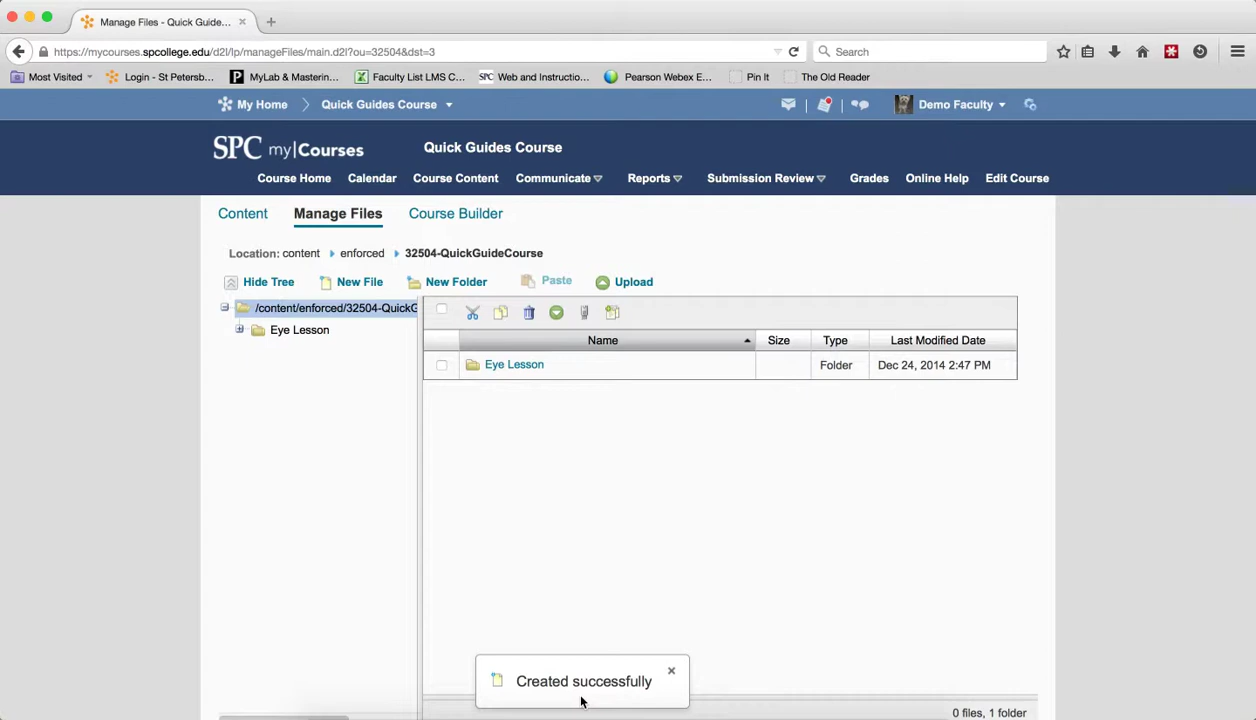 Manage Files - Quick Guide...
https://mycourses.spcollege.edu/d2l/lp/manageFiles/main.d2l?ou=32504&dst=3
Search
Most Visited
Login - St Petersb...
MyLab & Mastering...
Faculty List LMS C...
SPC Web and Instructio...
Pearson Webex E...
Pin It
The Old Reader
My Home
Quick Guides Course
Demo Faculty
SPC my|Courses
Quick Guides Course
Course Home
Calendar
Course Content
Communicate
Reports
Submission Review
Grades
Online Help
Edit Course
Content
Manage Files
Course Builder
Location: content enforced 32504-QuickGuideCourse
Hide Tree
New File
New Folder
Paste
Upload
/content/enforced/32504-QuickG
Eye Lesson
Name
Size
Type
Last Modified Date
Eye Lesson
Folder
Dec 24, 2014 2:47 PM
Created successfully
0 files, 1 folder